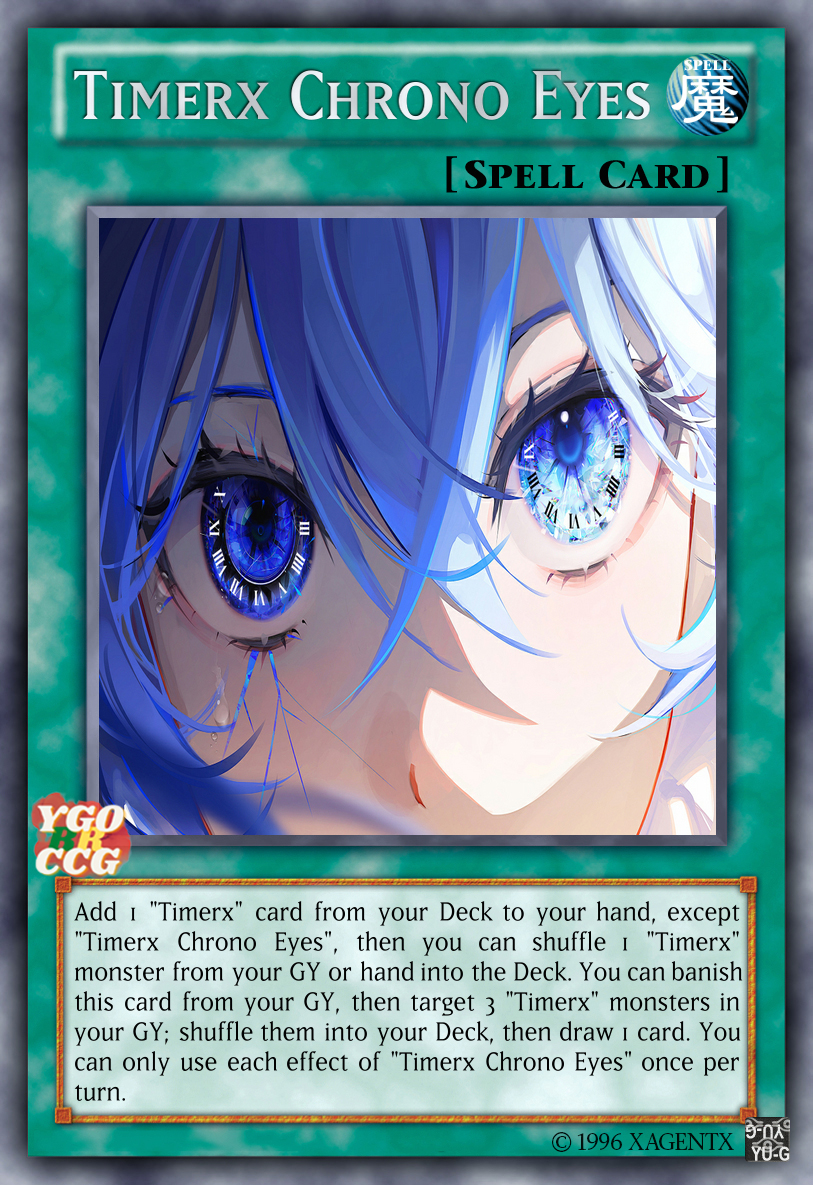 Timerx Chrono Eyes
SPELL
魔
[Spell Card]
YGO
RR
CCG
Add 1 "Timerx" card from your Deck to your hand, except
"Timerx Chrono Eyes", then you can shuffle 1 "Timerx"
monster from your GY or hand into the Deck. You can banish
this card from your GY, then target 3 "Timerx" monsters in
your GY; shuffle them into your Deck, then draw 1 card. You
can only use each effect of "Timerx Chrono Eyes" once per
turn.
© 1996 XAGENTX
YU-G